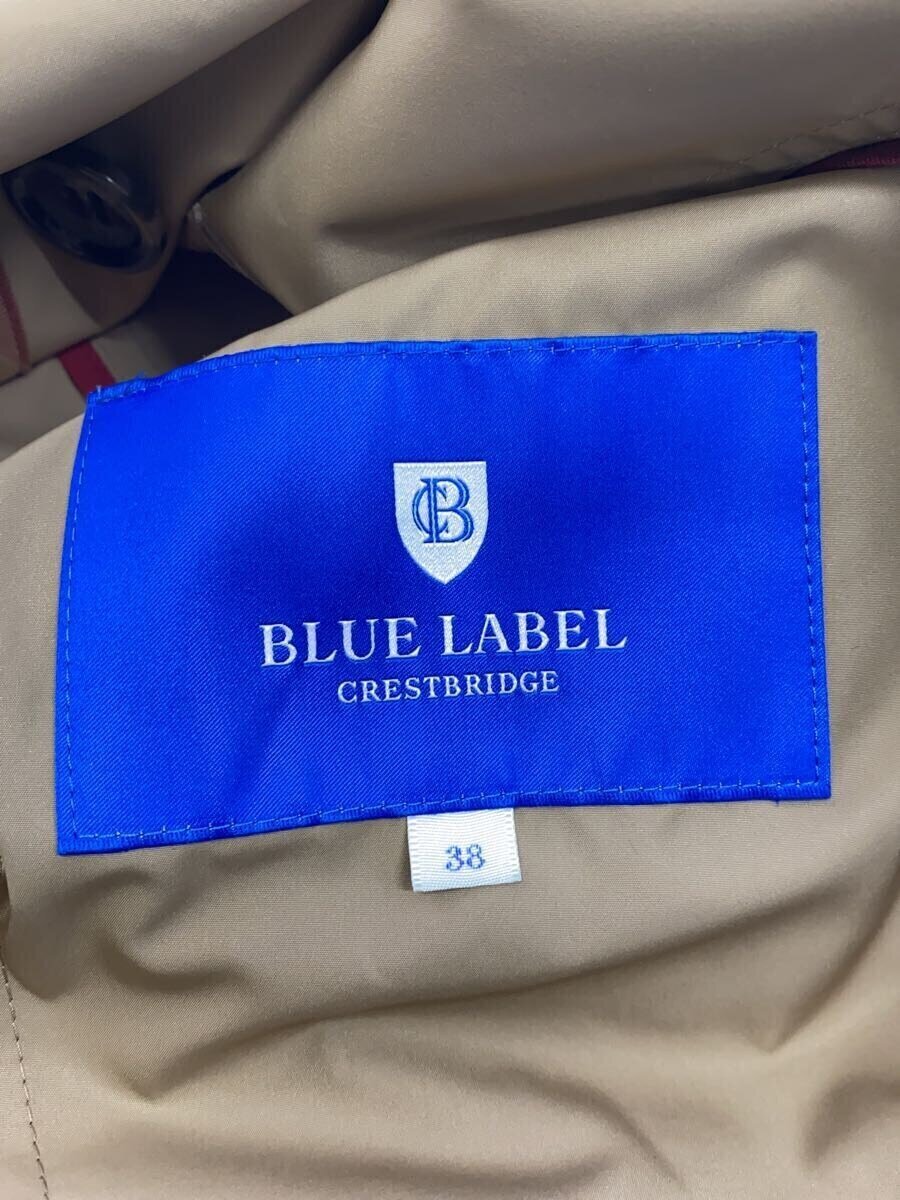 CB
BLUE LABEL
CRESTBRIDGE
38